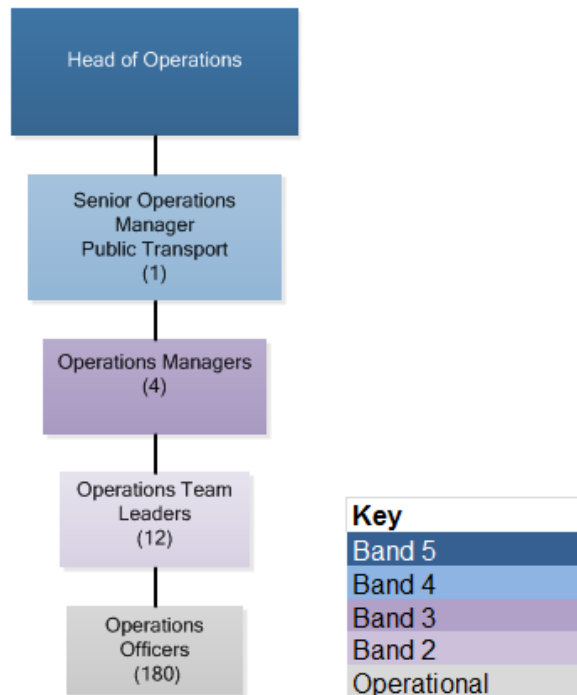 Head of Operations
Senior Operations
Manager
Public Transport
(1)
Operations Managers
(4)
Operations Team
Leaders
(12)
Operations
Officers
(180)
Key
Band 5
Band 4
Band 3
Band 2
Operational